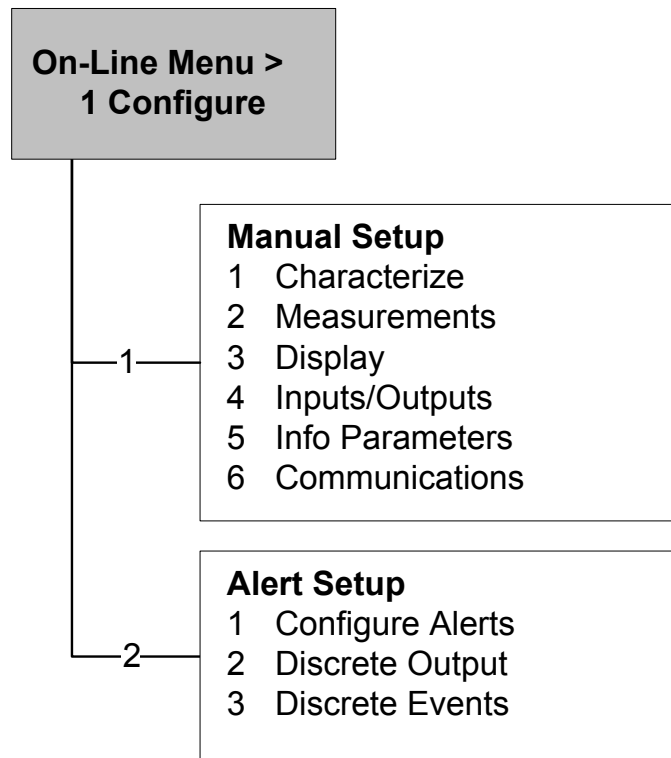 On-Line Menu >
1 Configure
1
Manual Setup
1 Characterize
2 Measurements
3 Display
4 Inputs/Outputs
5 Info Parameters
6 Communications
2
Alert Setup
1 Configure Alerts
2 Discrete Output
3 Discrete Events